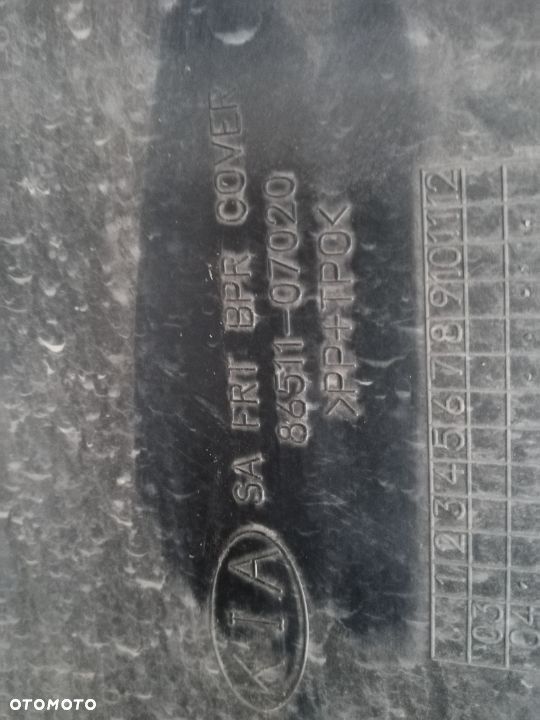 KIA
SA FRT BPR COVER
86511-07020
>PP+TPO<
1 2 3 4 5 6 7 8 9 10 11 12
03
04
OTOMOTO